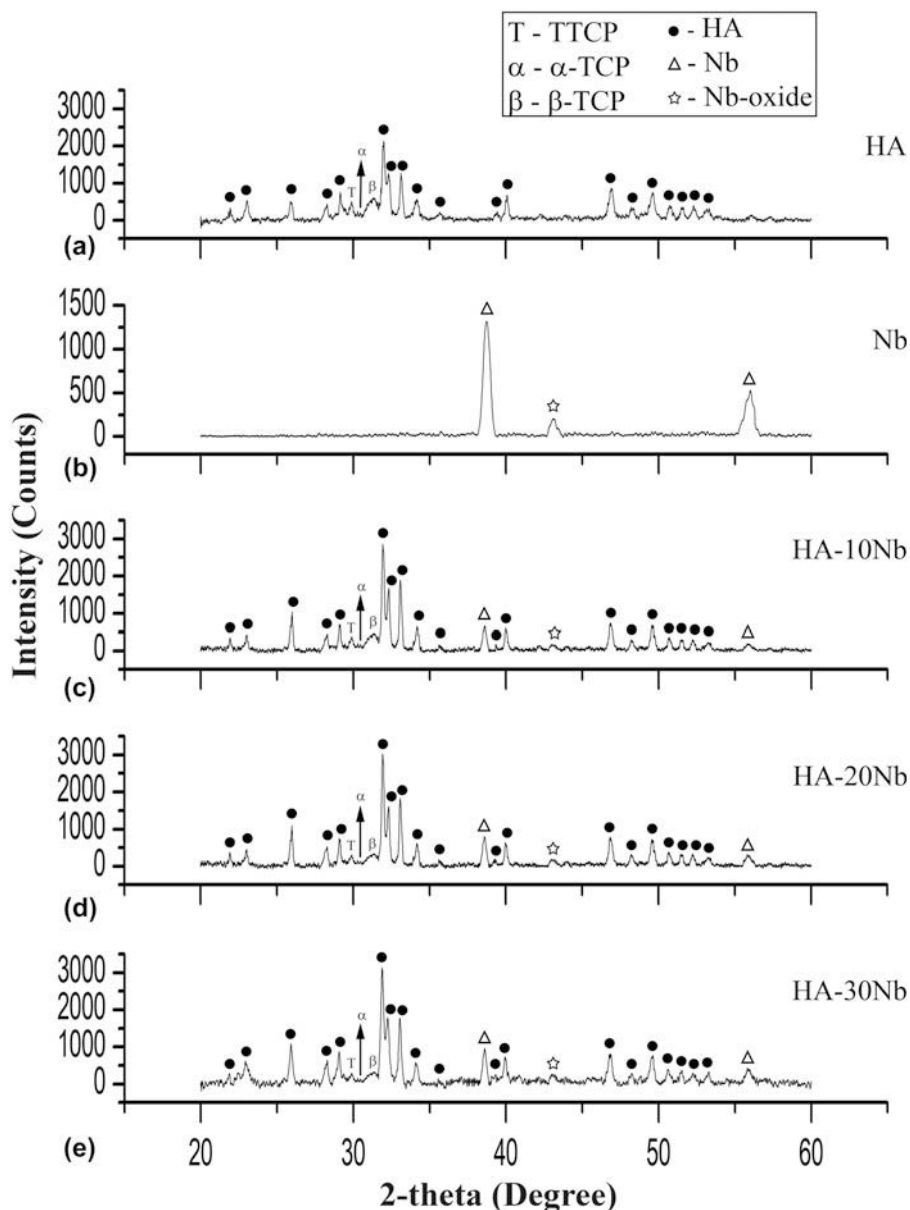 T - TTCP ● - HA
α - α-TCP △ - Nb
β - β-TCP ☆ - Nb-oxide
Intensity (Counts)
3000
2000
1000
0
HA
α
T
β
(a)
1500
1000
500
0
Nb
(b)
3000
2000
1000
0
HA-10Nb
α
T
β
(c)
3000
2000
1000
0
HA-20Nb
α
T
β
(d)
3000
2000
1000
0
HA-30Nb
α
T
β
(e)
20 30 40 50 60
2-theta (Degree)